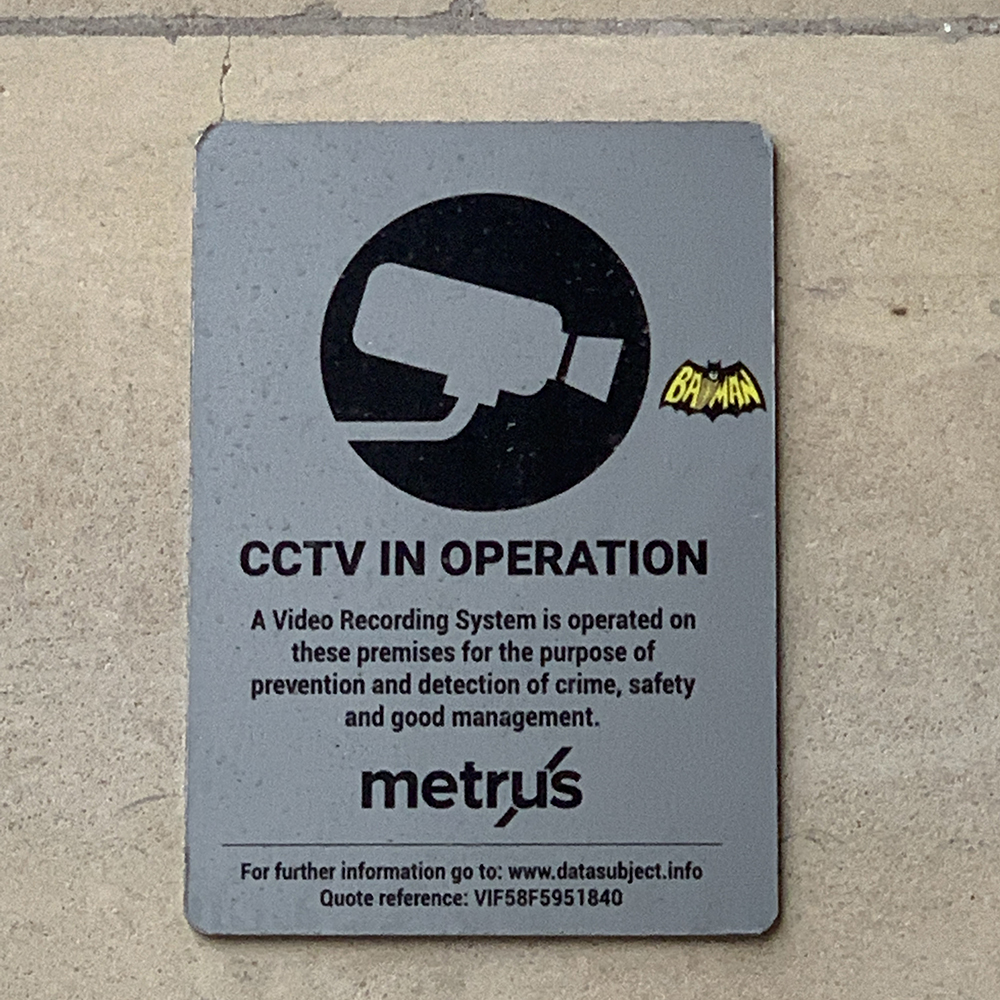 BATMAN
CCTV IN OPERATION
A Video Recording System is operated on
these premises for the purpose of
prevention and detection of crime, safety
and good management.
metrus
For further information go to: www.datasubject.info
Quote reference: VIF58F5951840